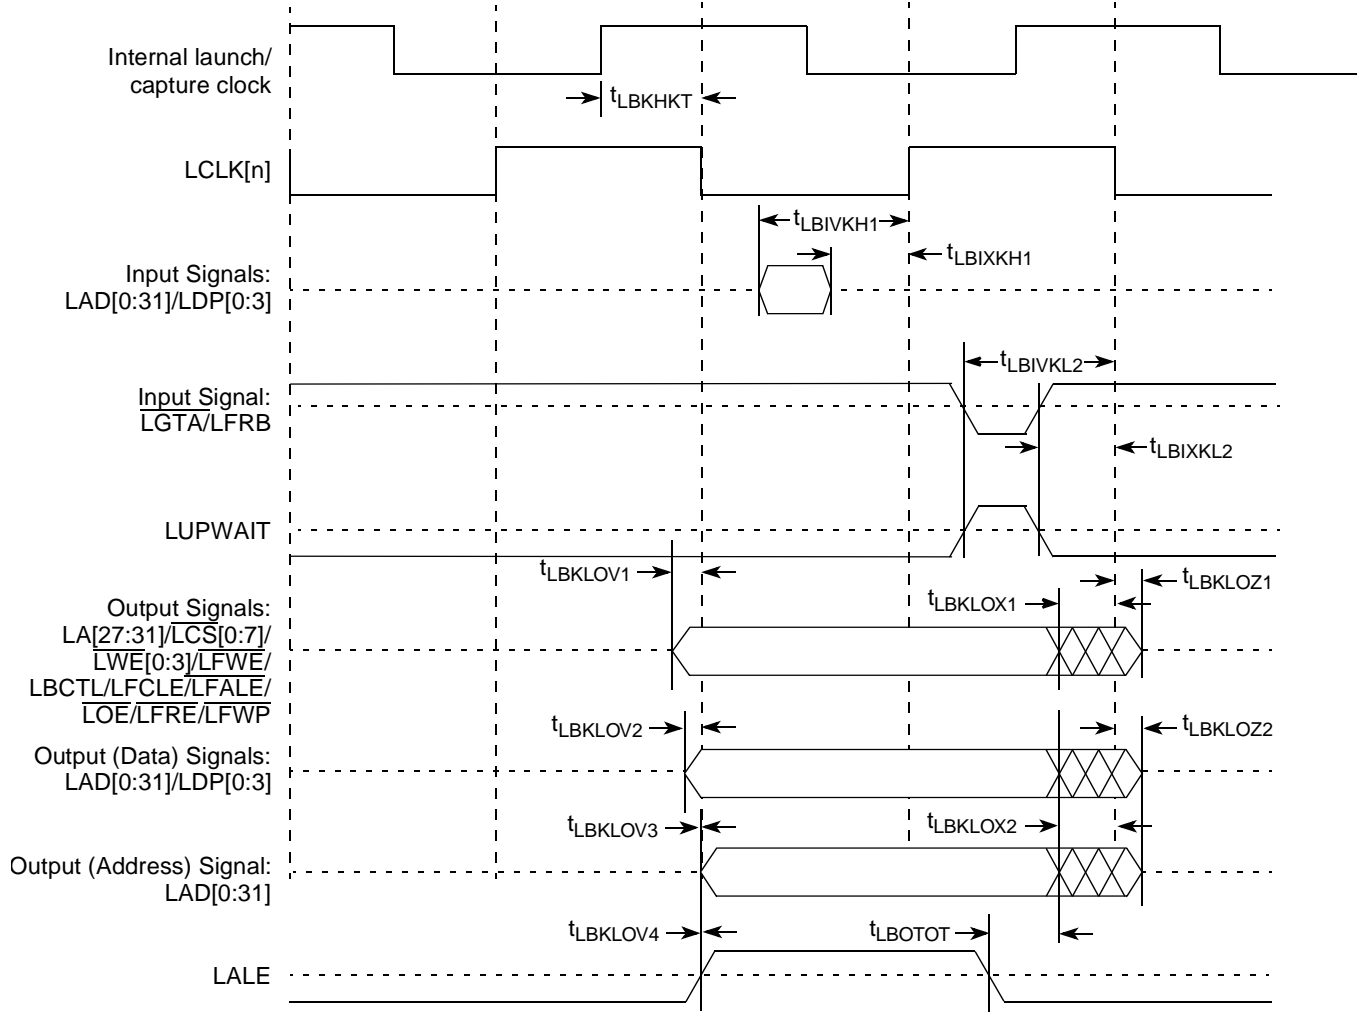 Internal launch/
capture clock
tLBKHKT
LCLK[n]
tLBIVKH1
tLBIXKH1
Input Signals:
LAD[0:31]/LDP[0:3]
tLBIVKL2
Input Signal:
LGTA/LFRB
tLBIXKL2
LUPWAIT
tLBKLOV1
tLBKLOZ1
tLBKLOX1
Output Signals:
LA[27:31]/LCS[0:7]/
LWE[0:3]/LFWE/
LBCTL/LFCLE/LFALE/
LOE/LFRE/LFWP
tLBKLOV2
tLBKLOZ2
Output (Data) Signals:
LAD[0:31]/LDP[0:3]
tLBKLOV3
tLBKLOX2
Output (Address) Signal:
LAD[0:31]
tLBKLOV4
tLBOTOT
LALE